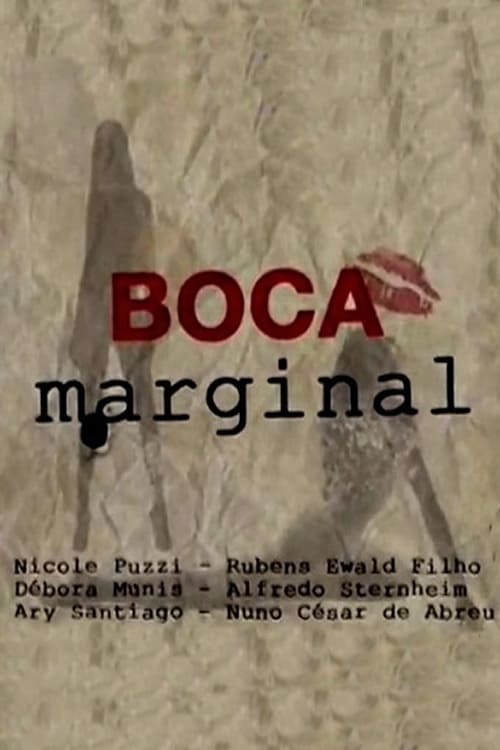 BOCA
marginal
Nicole Puzzi - Rubens Ewald Filho
Débora Munis - Alfredo Sternheim
Ary Santiago - Nuno César de Abreu